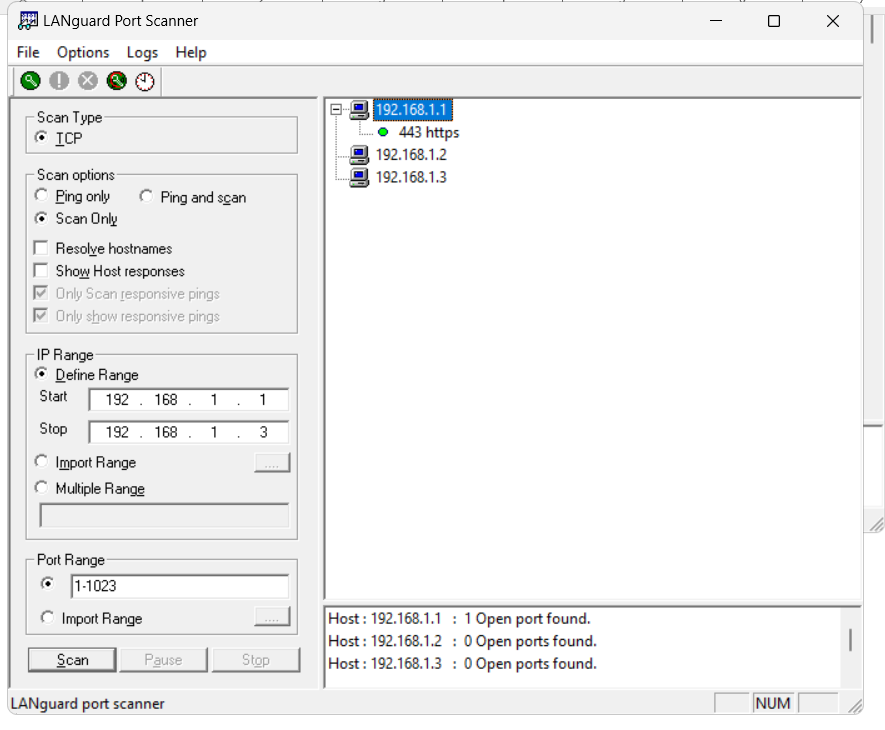 LANguard Port Scanner
File Options Logs Help
Scan Type
TCP
Scan options
Ping only Ping and scan
Scan Only
Resolve hostnames
Show Host responses
Only Scan responsive pings
Only show responsive pings
IP Range
Define Range
Start 192 . 168 . 1 . 1
Stop 192 . 168 . 1 . 3
Import Range ....
Multiple Range
Port Range
1-1023
Import Range ....
Scan Pause Stop
192.168.1.1
443 https
192.168.1.2
192.168.1.3
Host : 192.168.1.1 : 1 Open port found.
Host : 192.168.1.2 : 0 Open ports found.
Host : 192.168.1.3 : 0 Open ports found.
LANguard port scanner NUM